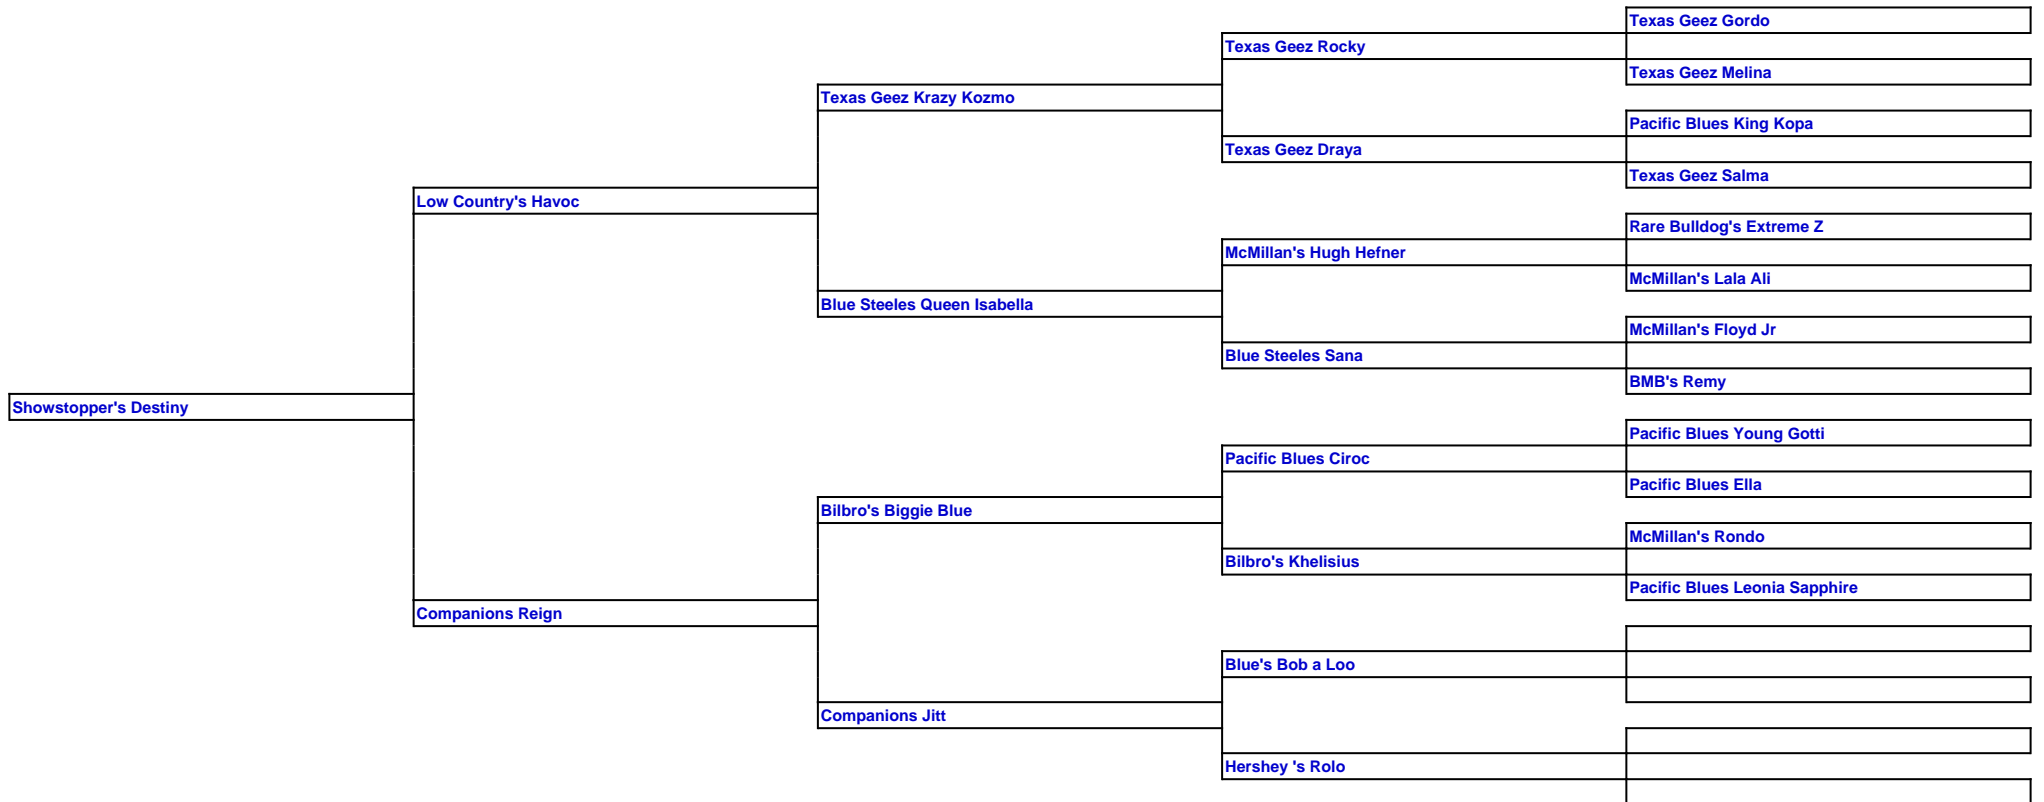 Texas Geez Gordo
Texas Geez Rocky
Texas Geez Melina
Texas Geez Krazy Kozmo
Pacific Blues King Kopa
Texas Geez Draya
Texas Geez Salma
Low Country's Havoc
Rare Bulldog's Extreme Z
McMillan's Hugh Hefner
McMillan's Lala Ali
Blue Steeles Queen Isabella
McMillan's Floyd Jr
Blue Steeles Sana
BMB's Remy
Showstopper's Destiny
Pacific Blues Young Gotti
Pacific Blues Ciroc
Pacific Blues Ella
Bilbro's Biggie Blue
McMillan's Rondo
Bilbro's Khelisius
Pacific Blues Leonia Sapphire
Companions Reign
Blue's Bob a Loo
Companions Jitt
Hershey 's Rolo